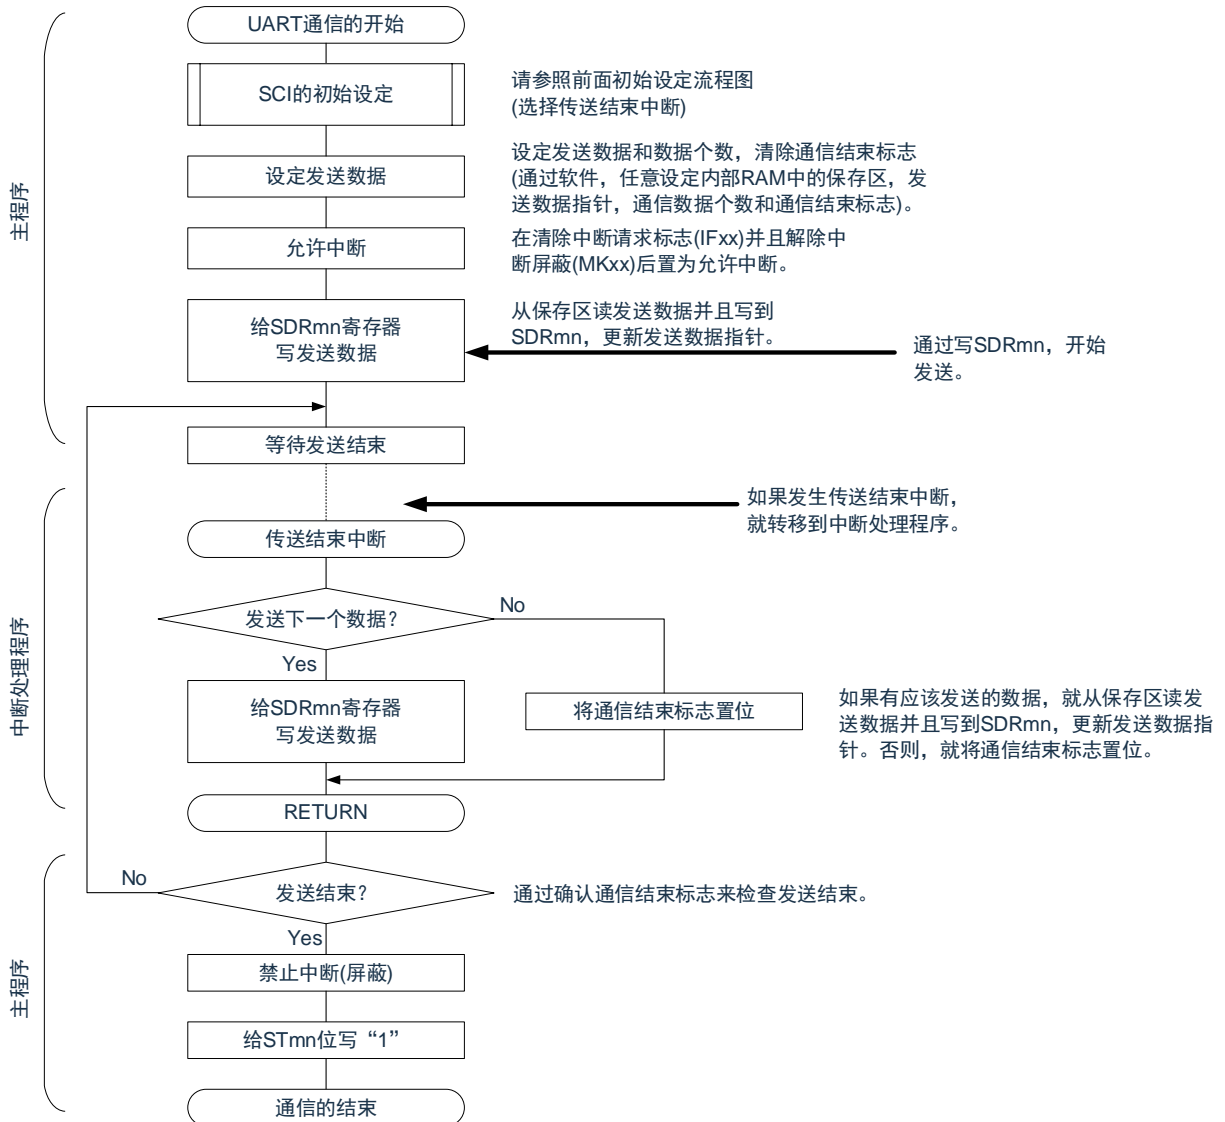 UART通信的开始
SCI的初始设定
请参照前面初始设定流程图
(选择传送结束中断)
主程序
设定发送数据
设定发送数据和数据个数，清除通信结束标志
(通过软件，任意设定内部RAM中的保存区，发
送数据指针，通信数据个数和通信结束标志)。
允许中断
在清除中断请求标志(IFxx)并且解除中
断屏蔽(MKxx)后置为允许中断。
给SDRmn寄存器
写发送数据
从保存区读发送数据并且写到
SDRmn，更新发送数据指针。
通过写SDRmn，开始
发送。
等待发送结束
如果发生传送结束中断，
就转移到中断处理程序。
传送结束中断
中断处理程序
发送下一个数据?
No
Yes
给SDRmn寄存器
写发送数据
将通信结束标志置位
如果有应该发送的数据，就从保存区读发
送数据并且写到SDRmn，更新发送数据指
针。否则，就将通信结束标志置位。
RETURN
No
发送结束?
通过确认通信结束标志来检查发送结束。
Yes
主程序
禁止中断(屏蔽)
给STmn位写“1”
通信的结束